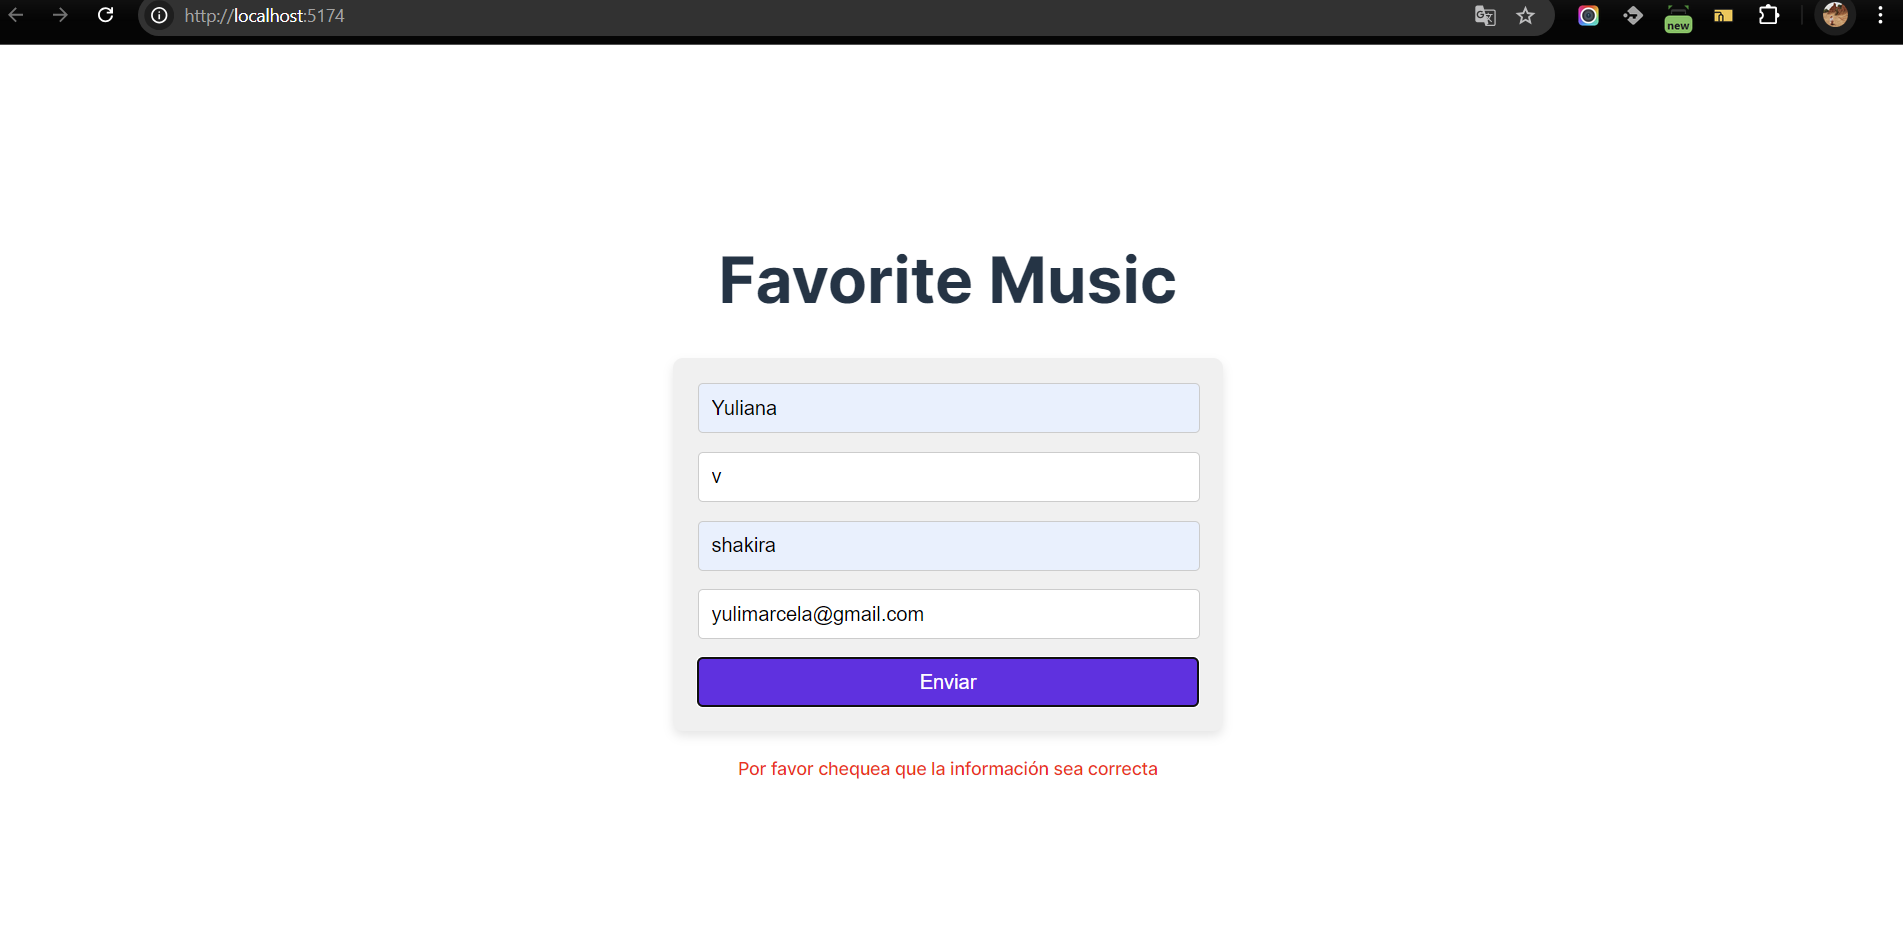 http://localhost:5174
new
Favorite Music
Yuliana
v
shakira
yulimarcela@gmail.com
Enviar
Por favor chequea que la información sea correcta